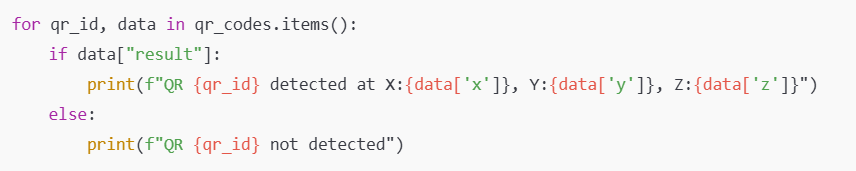 for qr_id, data in qr_codes.items():
    if data["result"]:
        print(f"QR {qr_id} detected at X:{data['x']}, Y:{data['y']}, Z:{data['z']}")
    else:
        print(f"QR {qr_id} not detected")